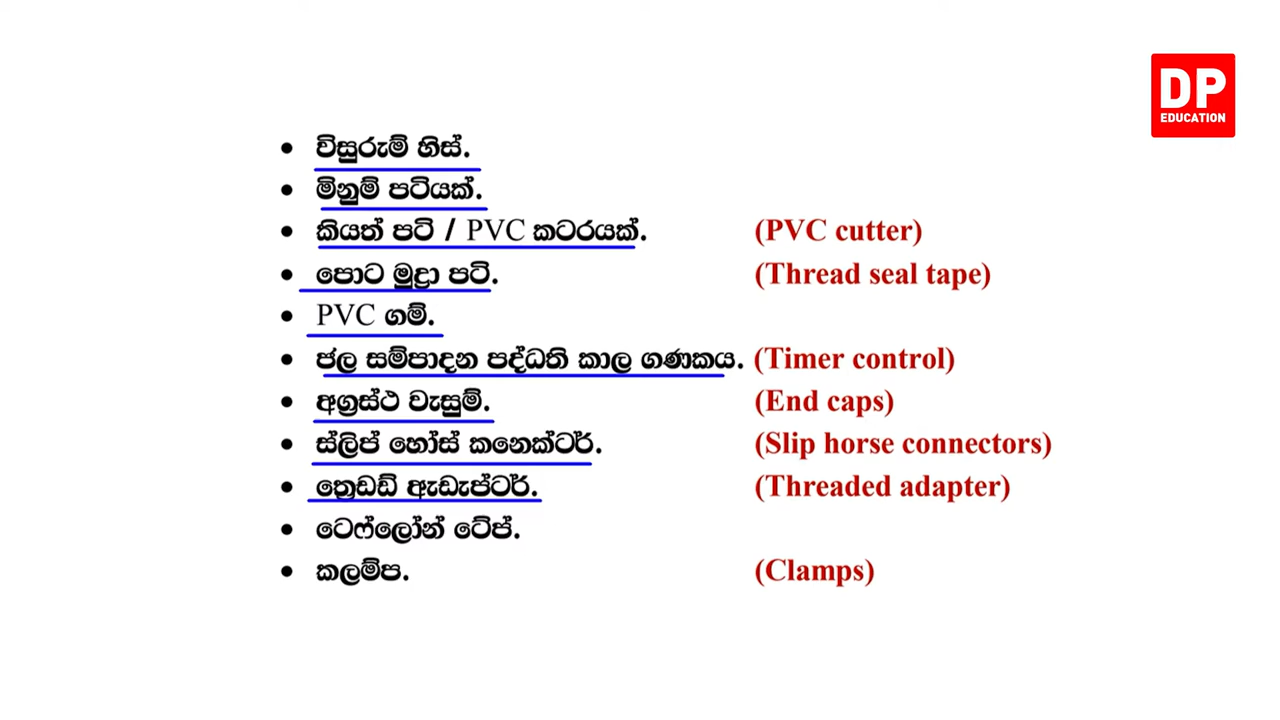 DP
EDUCATION
• විසුරුම් හිස්.
• මිනුම් පටියක්.
• කියත් පටි / PVC කටරයක්. (PVC cutter)
• පොට මුද්‍රා පටි. (Thread seal tape)
• PVC ගම්.
• ජල සම්පාදන පද්ධති කාල ගණකය. (Timer control)
• අග්‍රස්ථ වැසුම්. (End caps)
• ස්ලිප් හෝස් කනෙක්ටර්. (Slip horse connectors)
• ත්‍රෙඩඩ් ඇඩැප්ටර්. (Threaded adapter)
• ටෙෆ්ලෝන් ටේප්.
• කලම්ප. (Clamps)